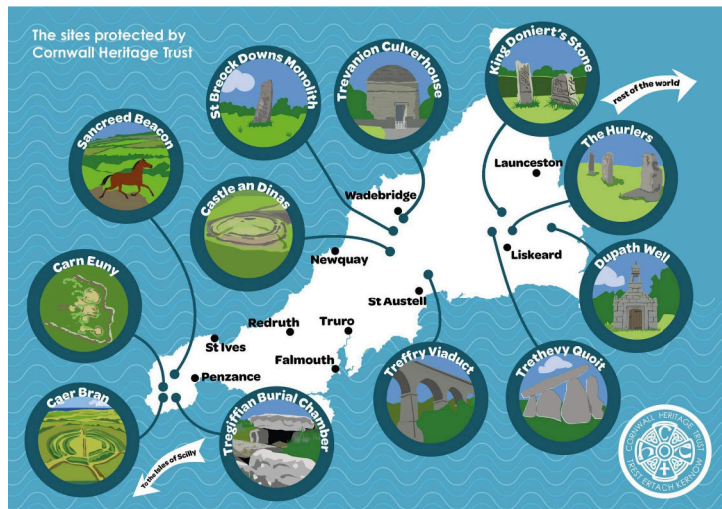 The sites protected by
Cornwall Heritage Trust
St Breock Downs Monolith
Trevanion Culverhouse
King Doniert's Stone
rest of the world
Sancreed Beacon
Castle an Dinas
The Hurlers
Launceston
Wadebridge
Newquay
Liskeard
Dupath Well
Carn Euny
St Austell
Redruth
Truro
St Ives
Falmouth
Penzance
Treffry Viaduct
Trethevy Quoit
Caer Bran
Tregiffian Burial Chamber
To the Isles of Scilly
CORNWALL HERITAGE TRUST
TREST ERTACH KERNOW